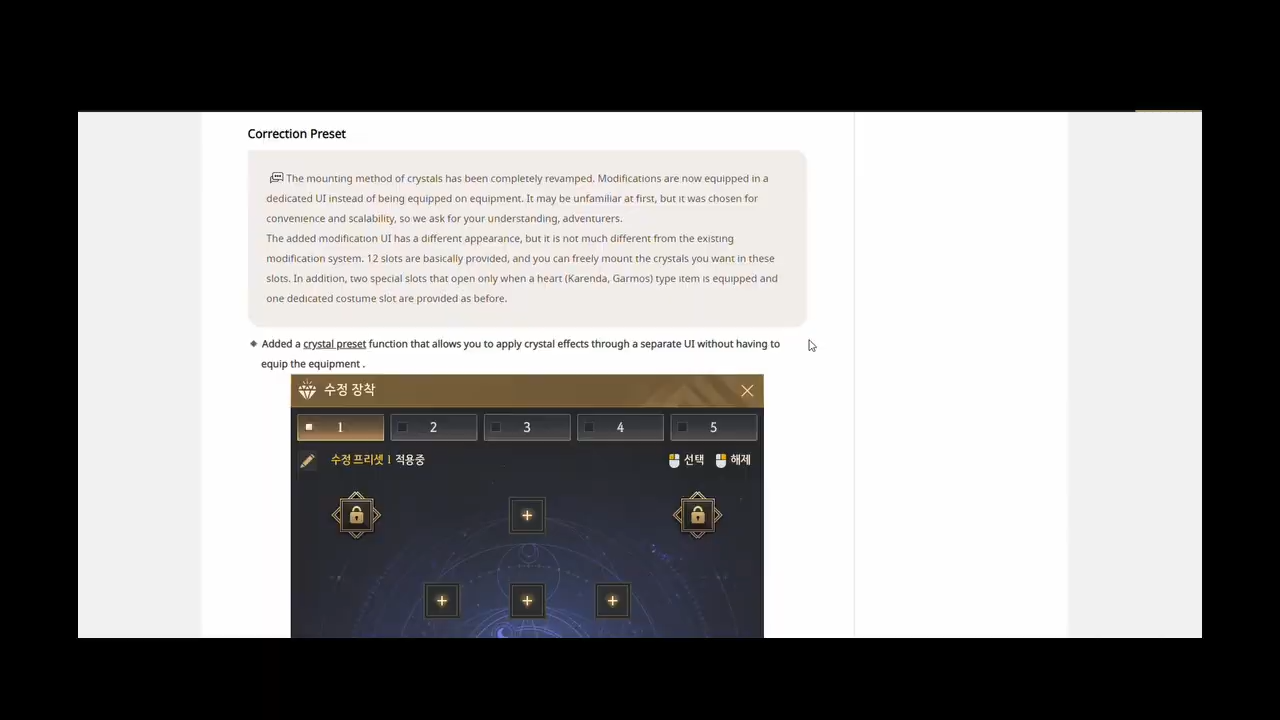 Correction Preset
The mounting method of crystals has been completely revamped. Modifications are now equipped in a
dedicated UI instead of being equipped on equipment. It may be unfamiliar at first, but it was chosen for
convenience and scalability, so we ask for your understanding, adventurers.
The added modification UI has a different appearance, but it is not much different from the existing
modification system. 12 slots are basically provided, and you can freely mount the crystals you want in these
slots. In addition, two special slots that open only when a heart (Karenda, Garmos) type item is equipped and
one dedicated costume slot are provided as before.
Added a crystal preset function that allows you to apply crystal effects through a separate UI without having to
equip the equipment .
수정 장착
1 2 3 4 5
수정 프리셋 | 적용중 선택 해제